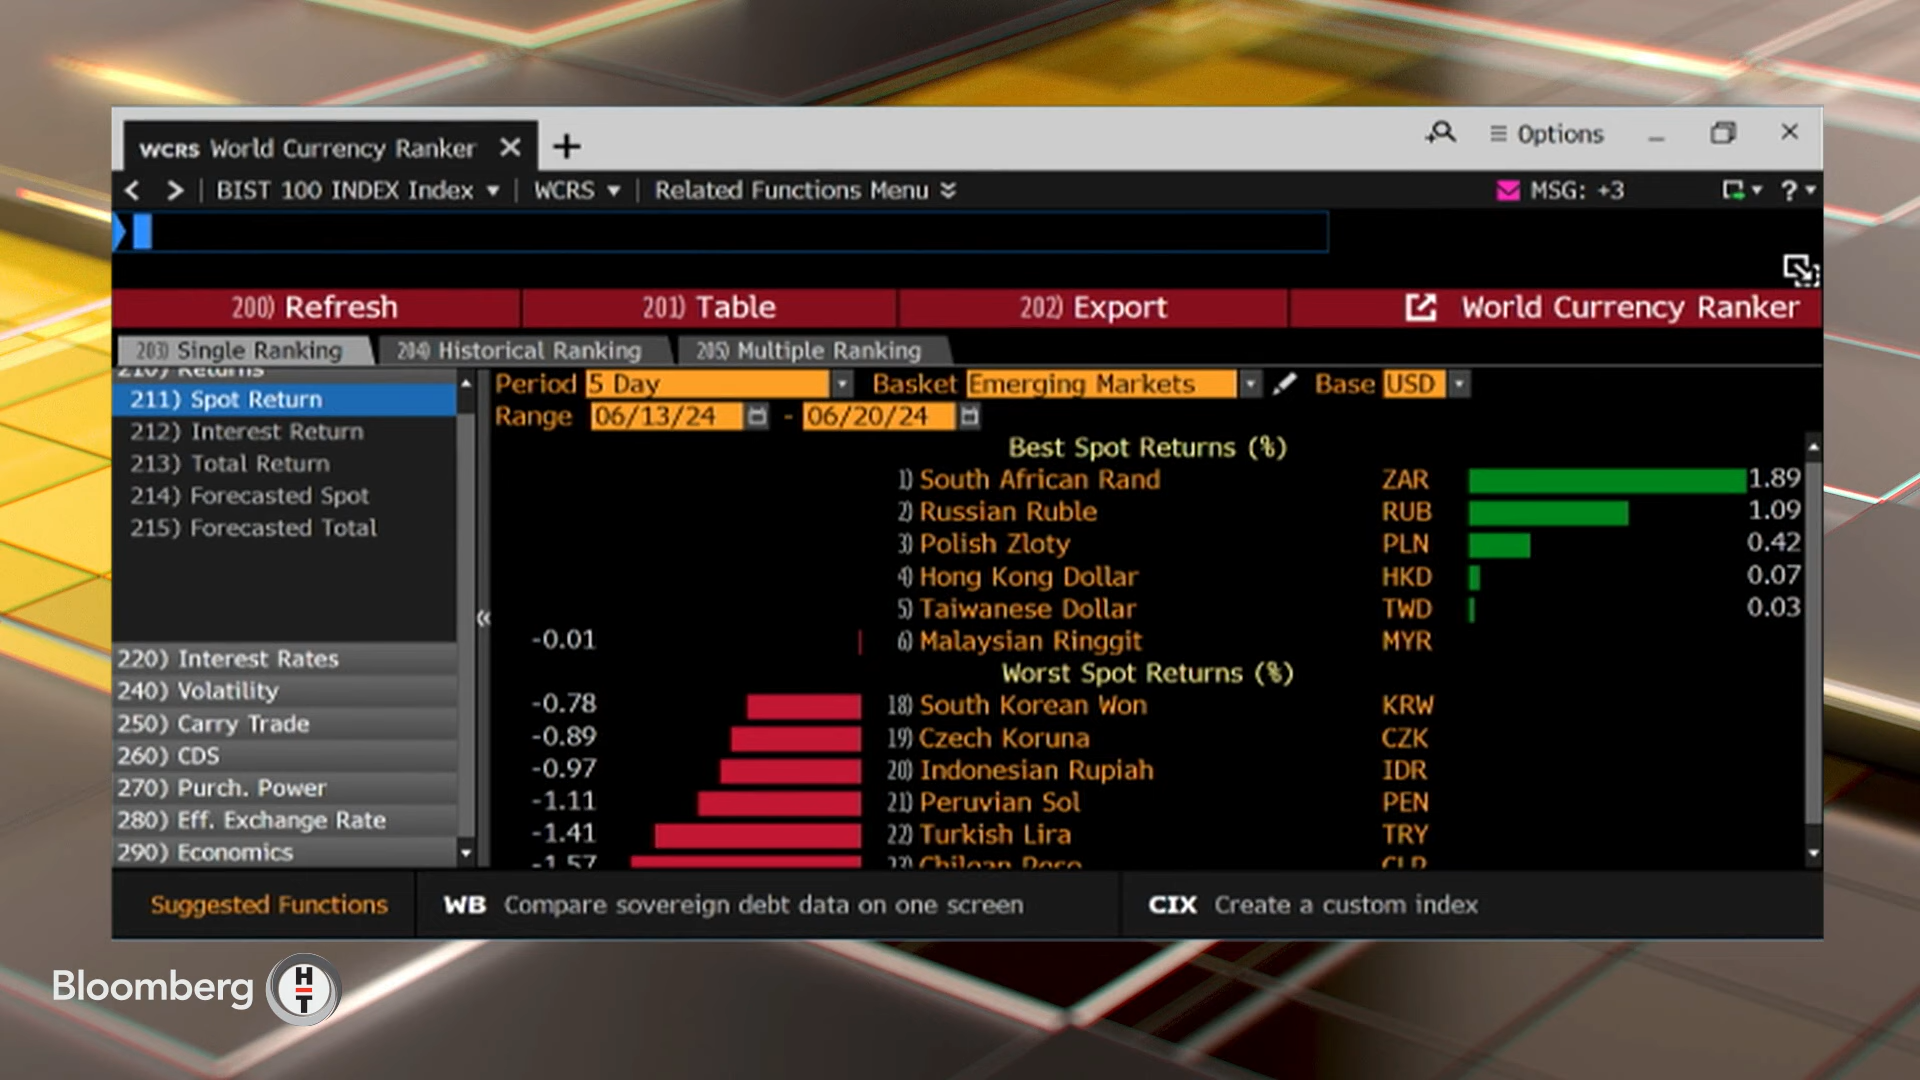 WCRS World Currency Ranker
Options
BIST 100 INDEX Index
WCRS
Related Functions Menu
MSG: +3
?
200) Refresh
201) Table
202) Export
World Currency Ranker
203) Single Ranking
204) Historical Ranking
205) Multiple Ranking
210) Returns
211) Spot Return
212) Interest Return
213) Total Return
214) Forecasted Spot
215) Forecasted Total
220) Interest Rates
240) Volatility
250) Carry Trade
260) CDS
270) Purch. Power
280) Eff. Exchange Rate
290) Economics
Period 5 Day Basket Emerging Markets Base USD
Range 06/13/24 - 06/20/24
Best Spot Returns (%)
1) South African Rand ZAR 1.89
2) Russian Ruble RUB 1.09
3) Polish Zloty PLN 0.42
4) Hong Kong Dollar HKD 0.07
5) Taiwanese Dollar TWD 0.03
-0.01 6) Malaysian Ringgit MYR
Worst Spot Returns (%)
-0.78 18) South Korean Won KRW
-0.89 19) Czech Koruna CZK
-0.97 20) Indonesian Rupiah IDR
-1.11 21) Peruvian Sol PEN
-1.41 22) Turkish Lira TRY
-1.57 23) Chilean Peso CLP
Suggested Functions
WB Compare sovereign debt data on one screen
CIX Create a custom index
Bloomberg HT